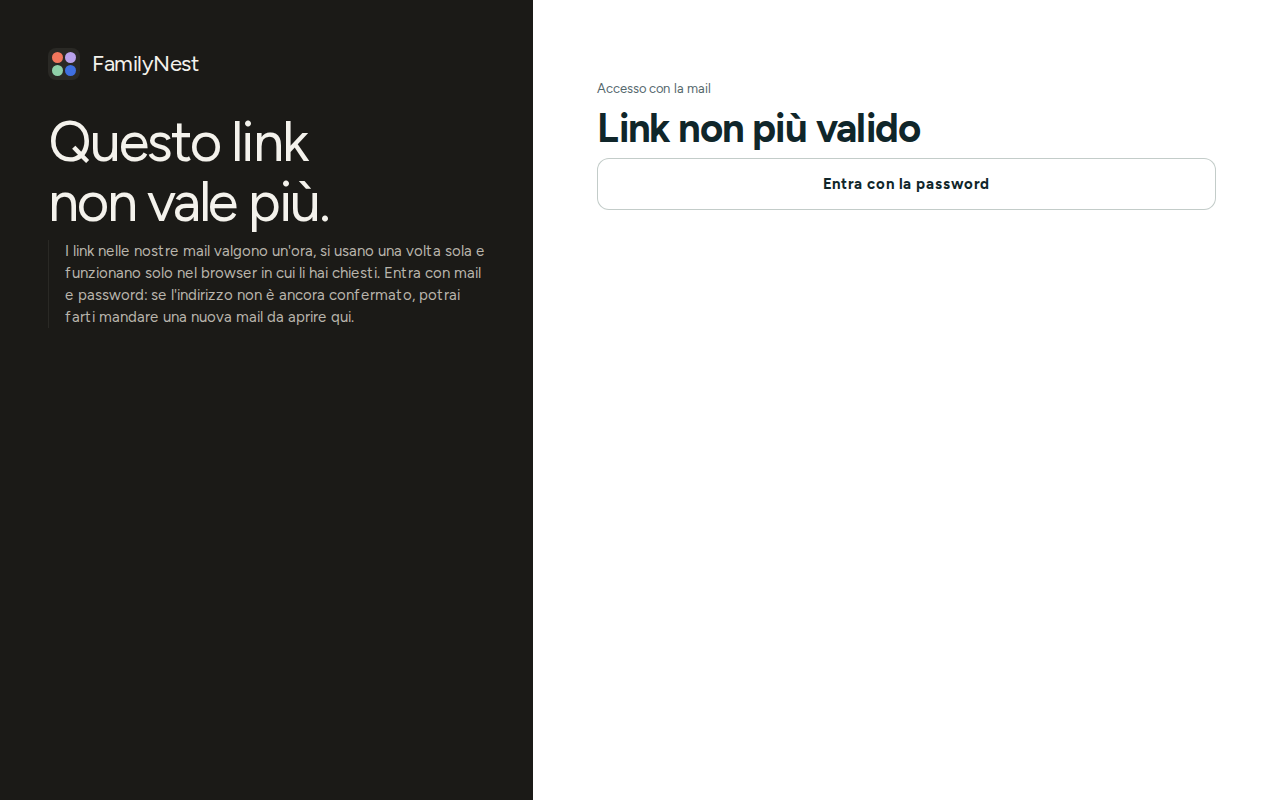 FamilyNest
Questo link
non vale più.
I link nelle nostre mail valgono un'ora, si usano una volta sola e
funzionano solo nel browser in cui li hai chiesti. Entra con mail
e password: se l'indirizzo non è ancora confermato, potrai
farti mandare una nuova mail da aprire qui.
Accesso con la mail
Link non più valido
Entra con la password